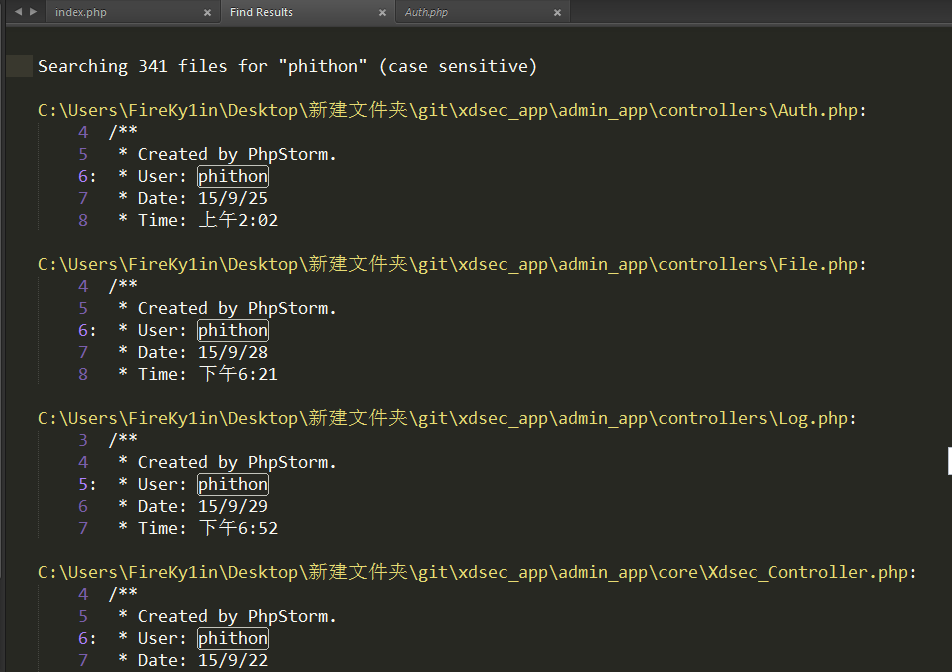 index.php
Find Results
Auth.php
Searching 341 files for "phithon" (case sensitive)
C:\Users\FireKy1in\Desktop\新建文件夹\git\xdsec_app\admin_app\controllers\Auth.php:
4 /**
5 * Created by PhpStorm.
6: * User: phithon
7 * Date: 15/9/25
8 * Time: 上午2:02
C:\Users\FireKy1in\Desktop\新建文件夹\git\xdsec_app\admin_app\controllers\File.php:
4 /**
5 * Created by PhpStorm.
6: * User: phithon
7 * Date: 15/9/28
8 * Time: 下午6:21
C:\Users\FireKy1in\Desktop\新建文件夹\git\xdsec_app\admin_app\controllers\Log.php:
3 /**
4 * Created by PhpStorm.
5: * User: phithon
6 * Date: 15/9/29
7 * Time: 下午6:52
C:\Users\FireKy1in\Desktop\新建文件夹\git\xdsec_app\admin_app\core\Xdsec_Controller.php:
4 /**
5 * Created by PhpStorm.
6: * User: phithon
7 * Date: 15/9/22